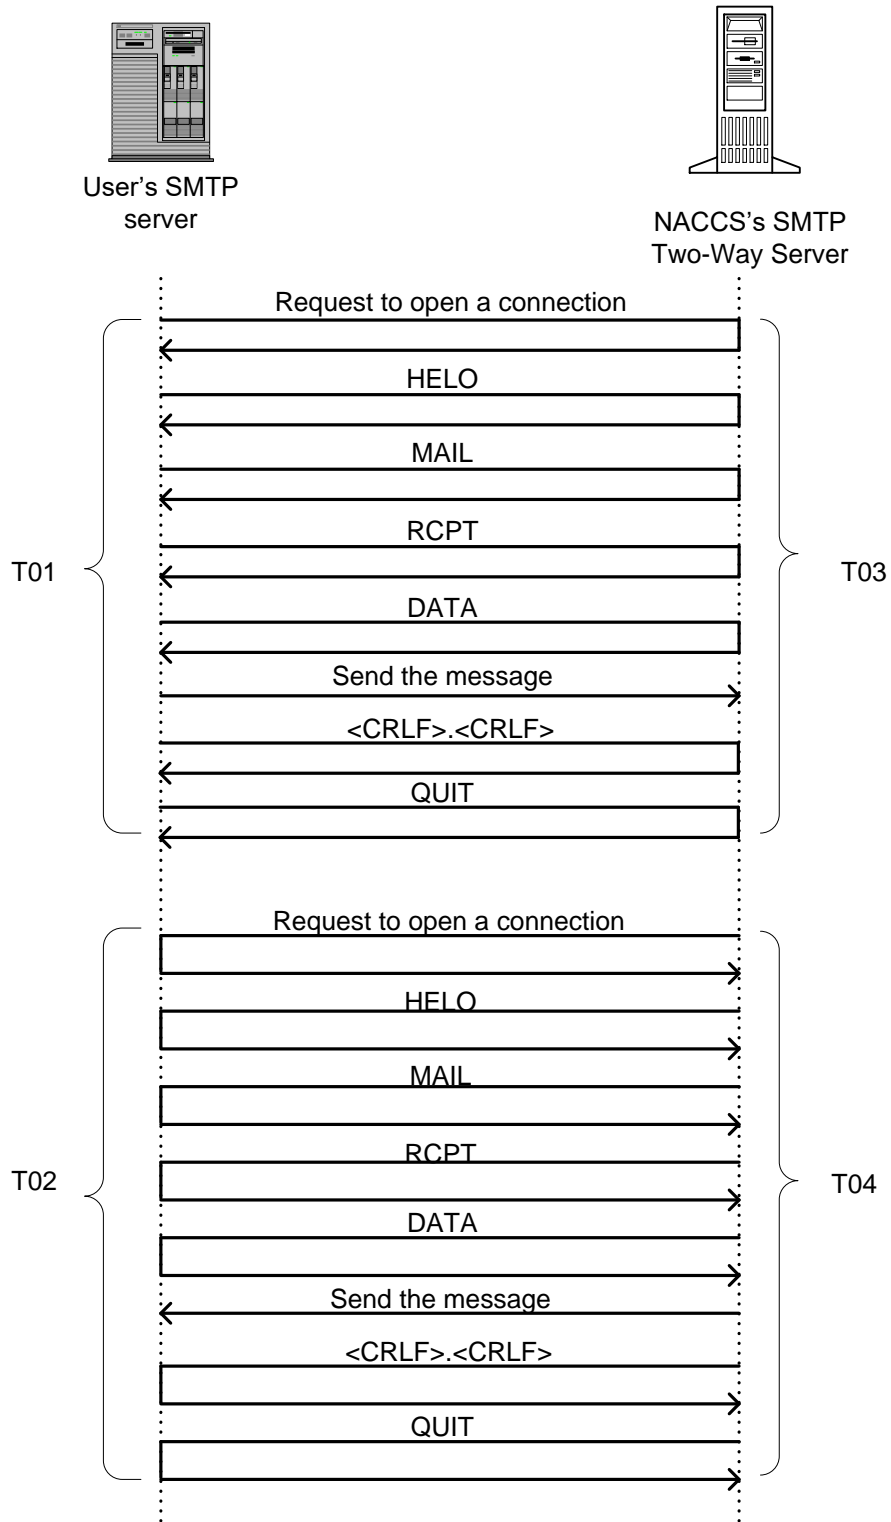 User's SMTP
server
NACCS's SMTP
Two-Way Server
Request to open a connection
HELO
MAIL
RCPT
T01
T03
DATA
Send the message
<CRLF>.<CRLF>
QUIT
Request to open a connection
HELO
MAIL
RCPT
T02
T04
DATA
Send the message
<CRLF>.<CRLF>
QUIT